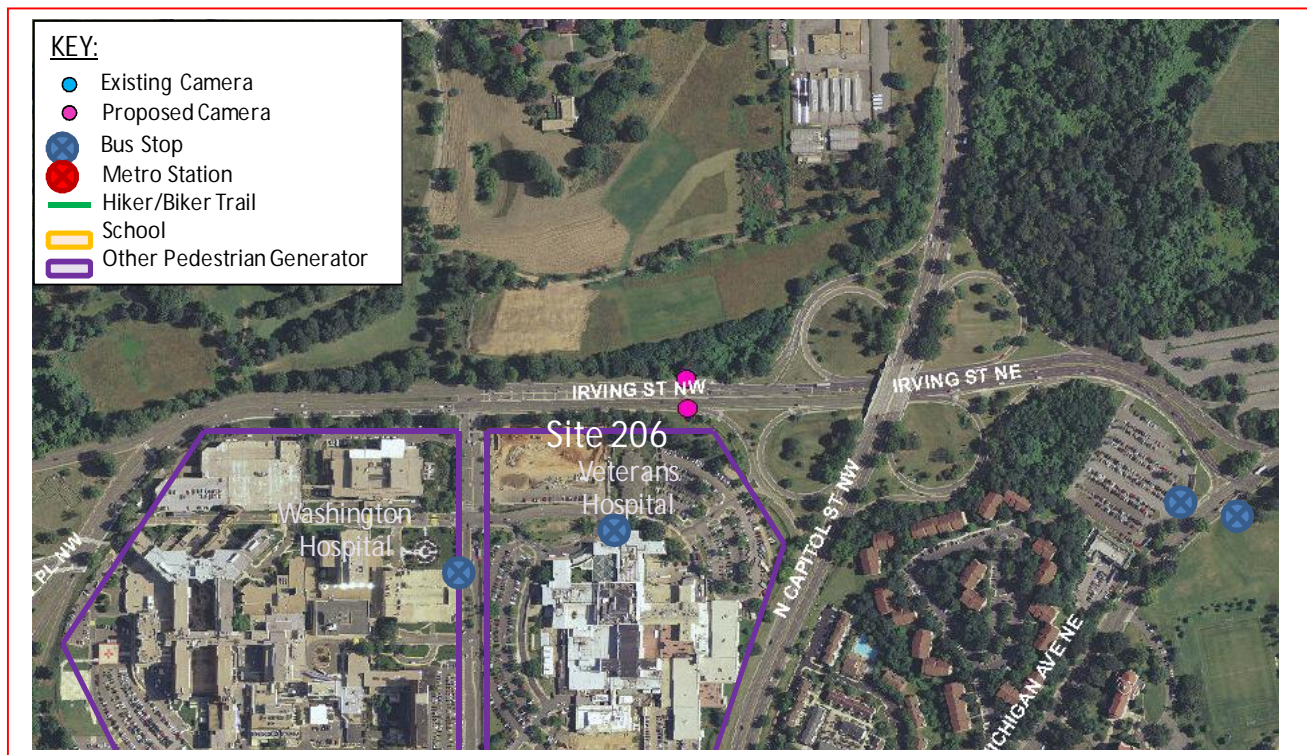 KEY:
Existing Camera
Proposed Camera
Bus Stop
Metro Station
Hiker/Biker Trail
School
Other Pedestrian Generator
IRVING ST NW
IRVING ST NE
Site 206
Veterans
Hospital
Washington
Hospital
PL NW
N CAPITOL ST NW
ICHIGAN AVE NE